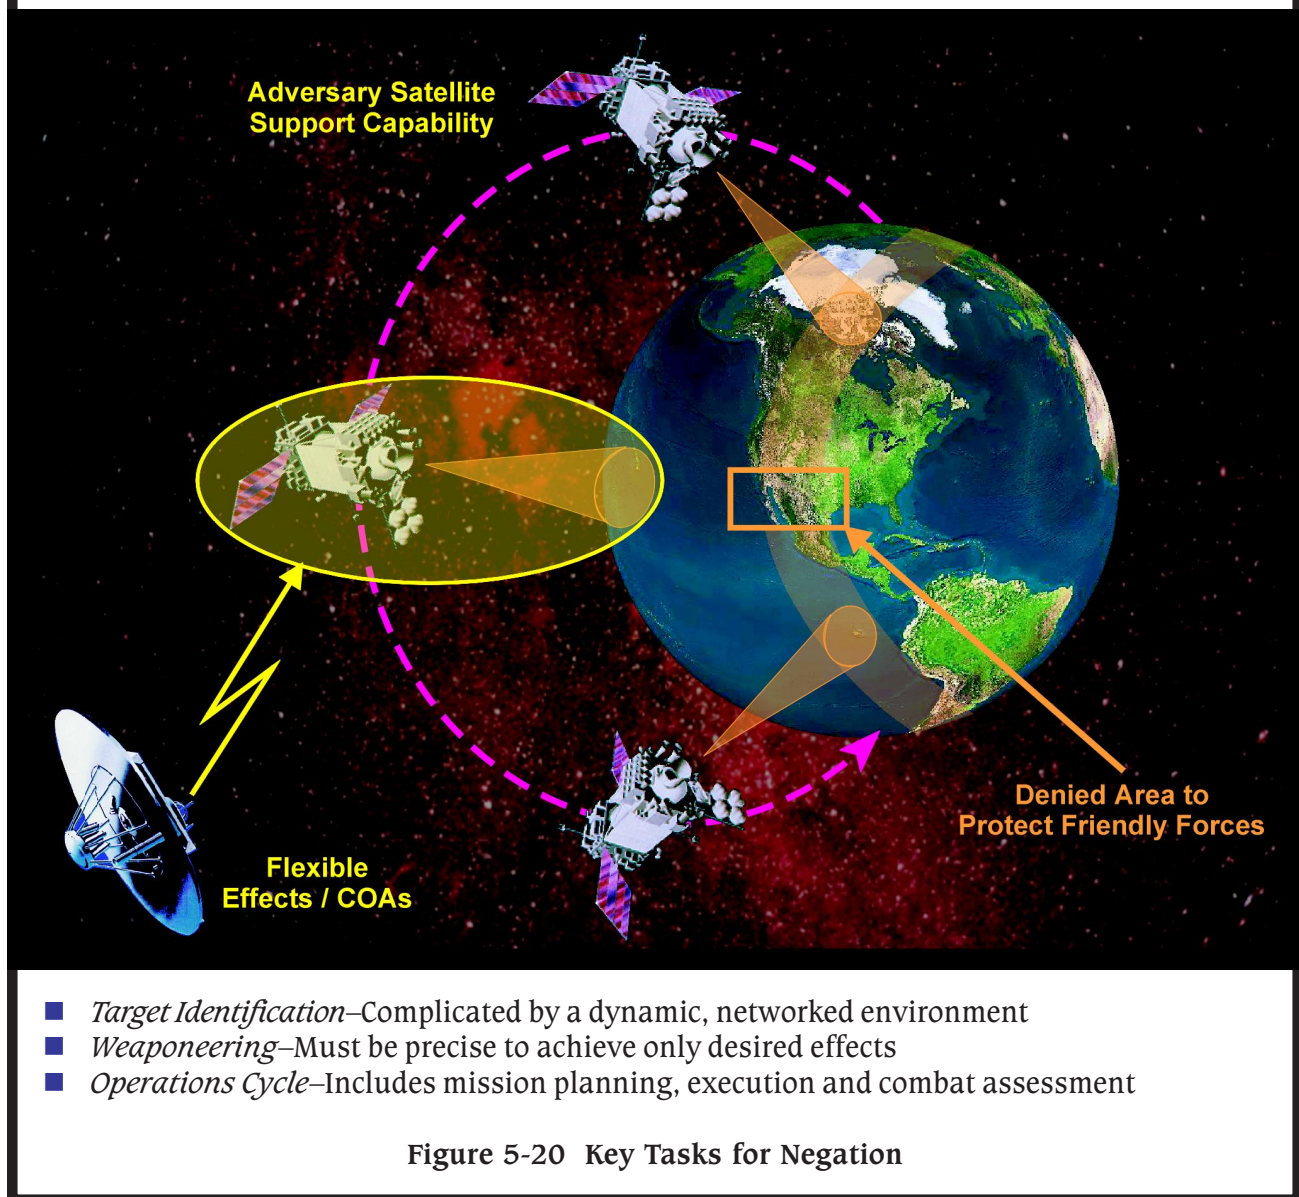 Adversary Satellite
Support Capability
Flexible
Effects / COAs
Denied Area to
Protect Friendly Forces
■ Target Identification–Complicated by a dynamic, networked environment
■ Weaponeering–Must be precise to achieve only desired effects
■ Operations Cycle–Includes mission planning, execution and combat assessment
Figure 5-20 Key Tasks for Negation